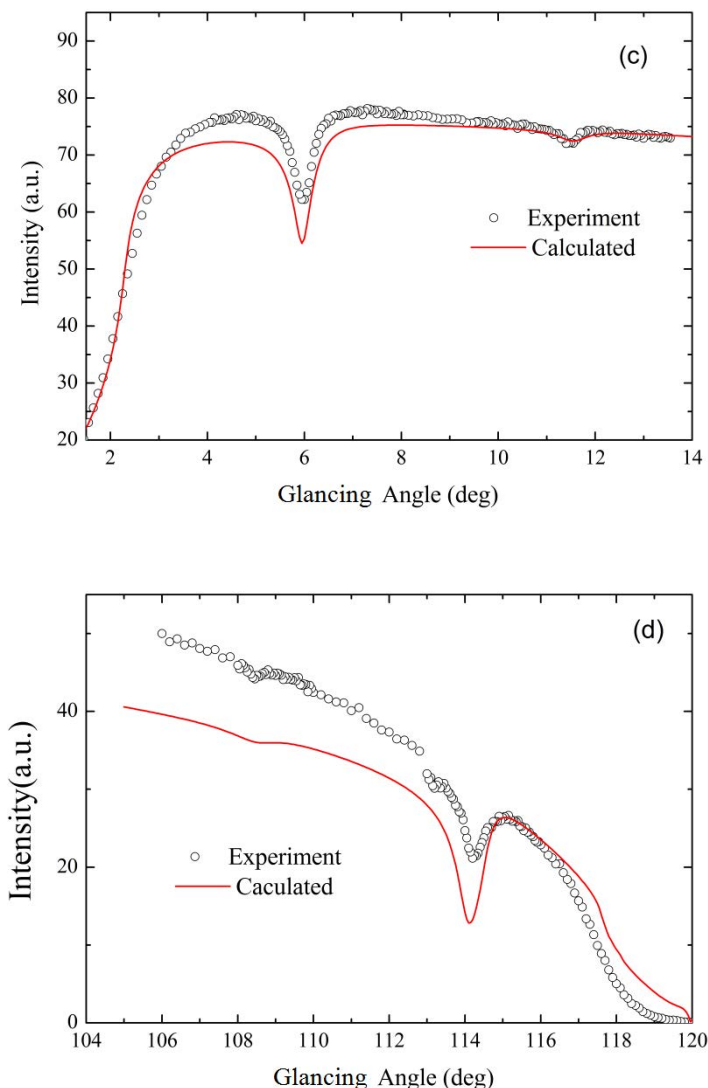 90
(c)
80
70
60
50
40
30
20
Intensity (a.u.)
Experiment
Calculated
2 4 6 8 10 12 14
Glancing Angle (deg)
(d)
40
20
0
Intensity(a.u.)
Experiment
Caculated
104 106 108 110 112 114 116 118 120
Glancing Angle (deg)